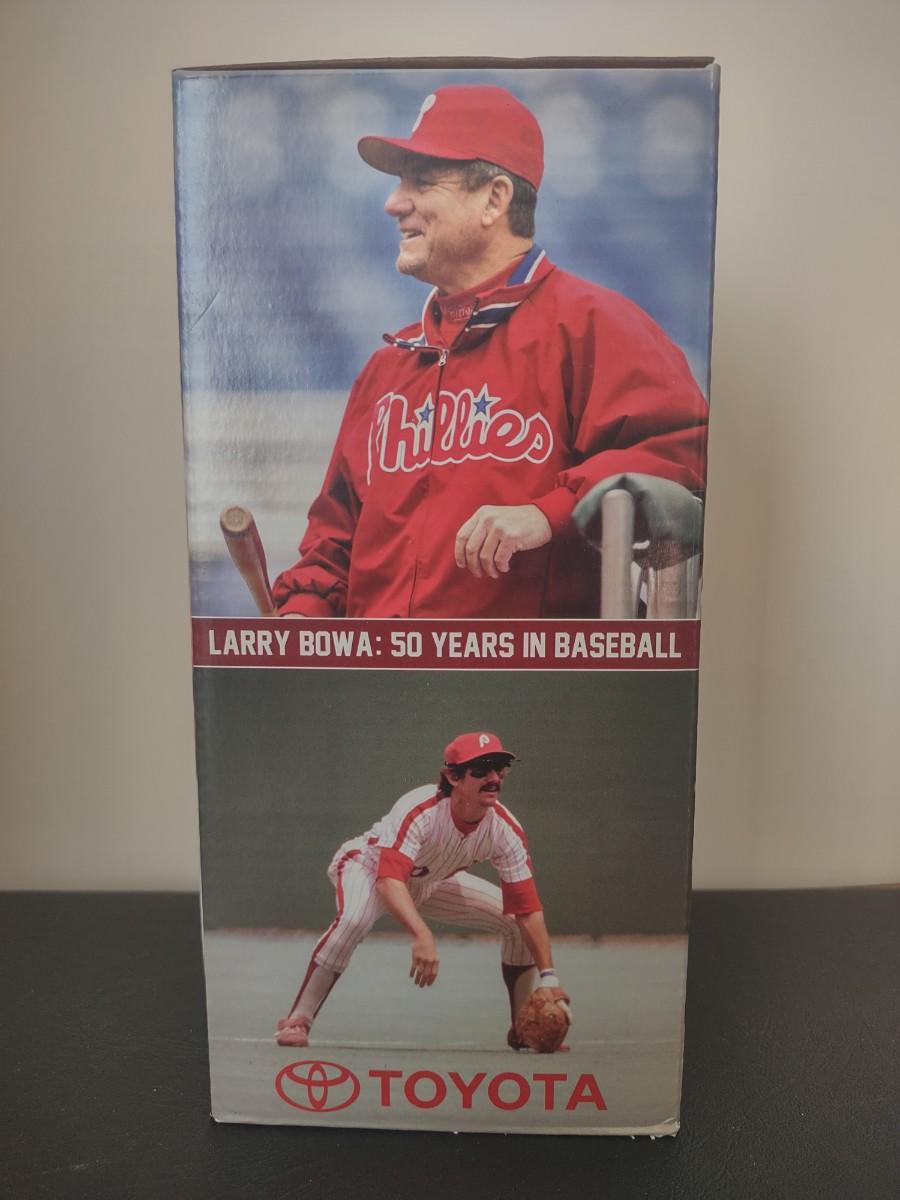 P
Phillies
LARRY BOWA: 50 YEARS IN BASEBALL
P
TOYOTA